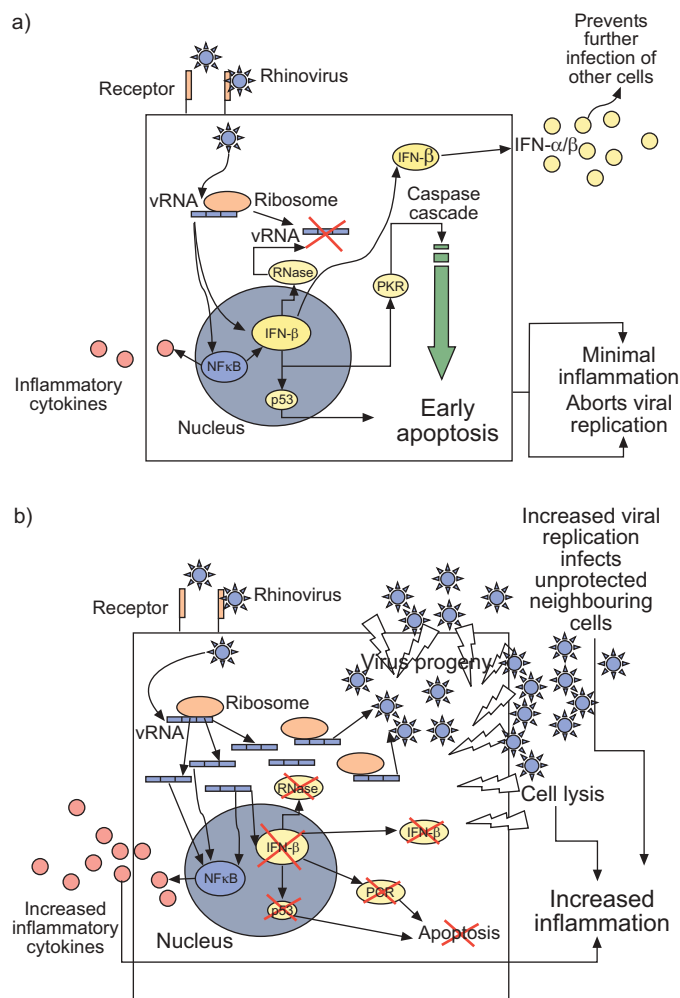 a)
Prevents
further
infection of
other cells
Receptor
Rhinovirus
IFN-α/β
IFN-β
vRNA
Ribosome
vRNA
Caspase
cascade
RNase
PKR
IFN-β
NFκB
p53
Nucleus
Inflammatory
cytokines
Early
apoptosis
Minimal
inflammation
Aborts viral
replication
b)
Increased viral
replication
infects
unprotected
neighbouring
cells
Receptor
Rhinovirus
Virus progeny
Ribosome
vRNA
RNase
Cell lysis
IFN-β
IFN-β
NFκB
PCR
p53
Apoptosis
Nucleus
Increased
inflammatory
cytokines
Increased
inflammation